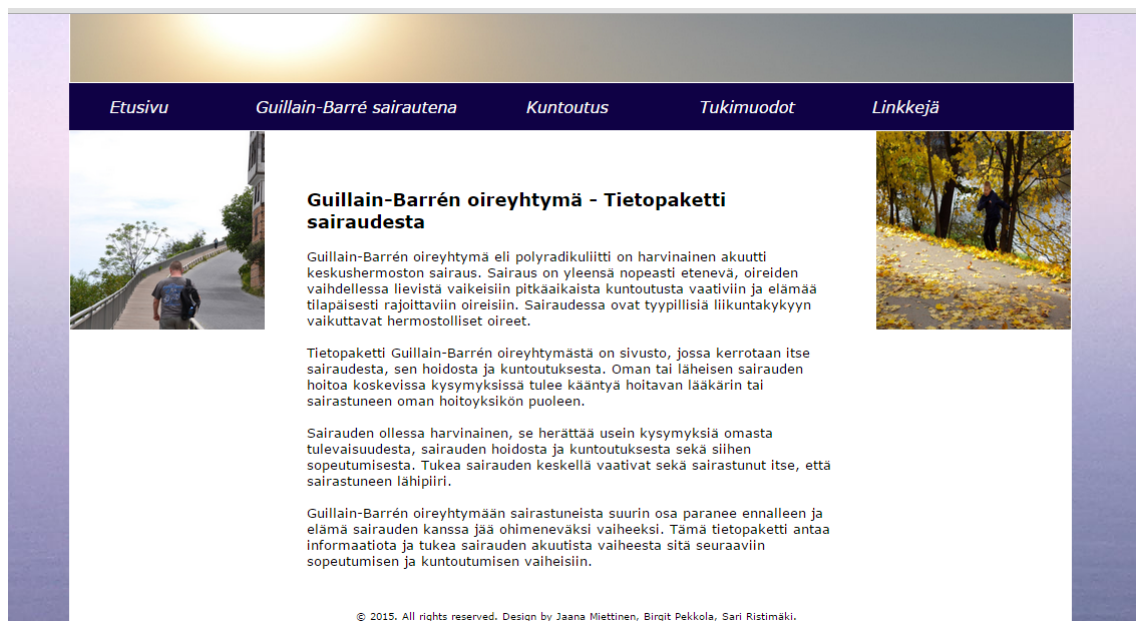 Etusivu Guillain-Barré sairautena Kuntoutus Tukimuodot Linkkejä
Guillain-Barrén oireyhtymä - Tietopaketti
sairaudesta
Guillain-Barrén oireyhtymä eli polyradikuliitti on harvinainen akuutti
keskushermoston sairaus. Sairaus on yleensä nopeasti etenevä, oireiden
vaihdellessa lievistä vaikeisiin pitkäaikaista kuntoutusta vaativiin ja elämää
tilapäisesti rajoittaviin oireisiin. Sairaudessa ovat tyypillisiä liikuntakykyyn
vaikuttavat hermostolliset oireet.
Tietopaketti Guillain-Barrén oireyhtymästä on sivusto, jossa kerrotaan itse
sairaudesta, sen hoidosta ja kuntoutuksesta. Oman tai läheisen sairauden
hoitoa koskevissa kysymyksissä tulee kääntyä hoitavan lääkärin tai
sairastuneen oman hoitoyksikön puoleen.
Sairauden ollessa harvinainen, se herättää usein kysymyksiä omasta
tulevaisuudesta, sairauden hoidosta ja kuntoutuksesta sekä siihen
sopeutumisesta. Tukea sairauden keskellä vaativat sekä sairastunut itse, että
sairastuneen lähipiiri.
Guillain-Barrén oireyhtymään sairastuneista suurin osa paranee ennalleen ja
elämä sairauden kanssa jää ohimeneväksi vaiheeksi. Tämä tietopaketti antaa
informaatiota ja tukea sairauden akuutista vaiheesta sitä seuraaviin
sopeutumisen ja kuntoutumisen vaiheisiin.
© 2015. All rights reserved. Design by Jaana Miettinen, Birgit Pekkola, Sari Ristimäki.